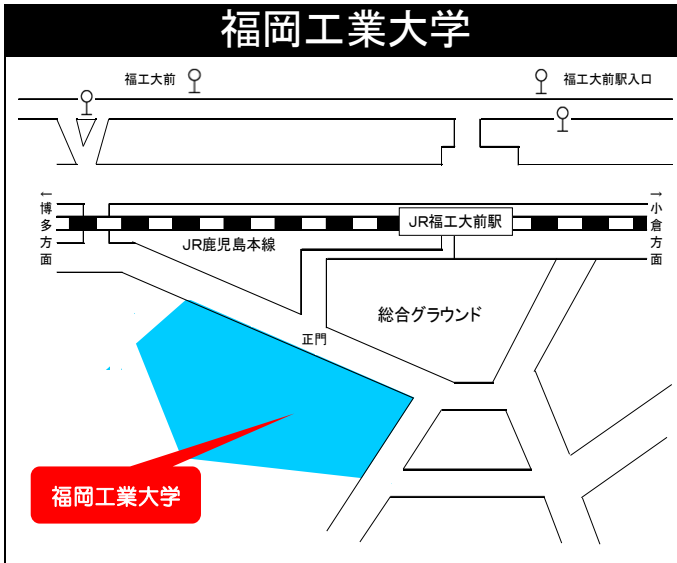 福岡工業大学
福工大前
福工大前駅入口
←博多方面
→小倉方面
JR福工大前駅
JR鹿児島本線
総合グラウンド
正門
福岡工業大学